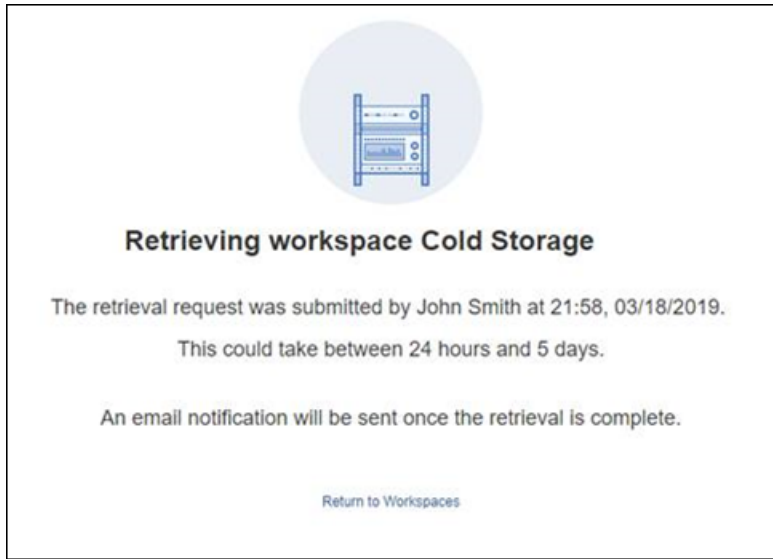 Retrieving workspace Cold Storage
The retrieval request was submitted by John Smith at 21:58, 03/18/2019.
This could take between 24 hours and 5 days.
An email notification will be sent once the retrieval is complete.
Return to Workspaces